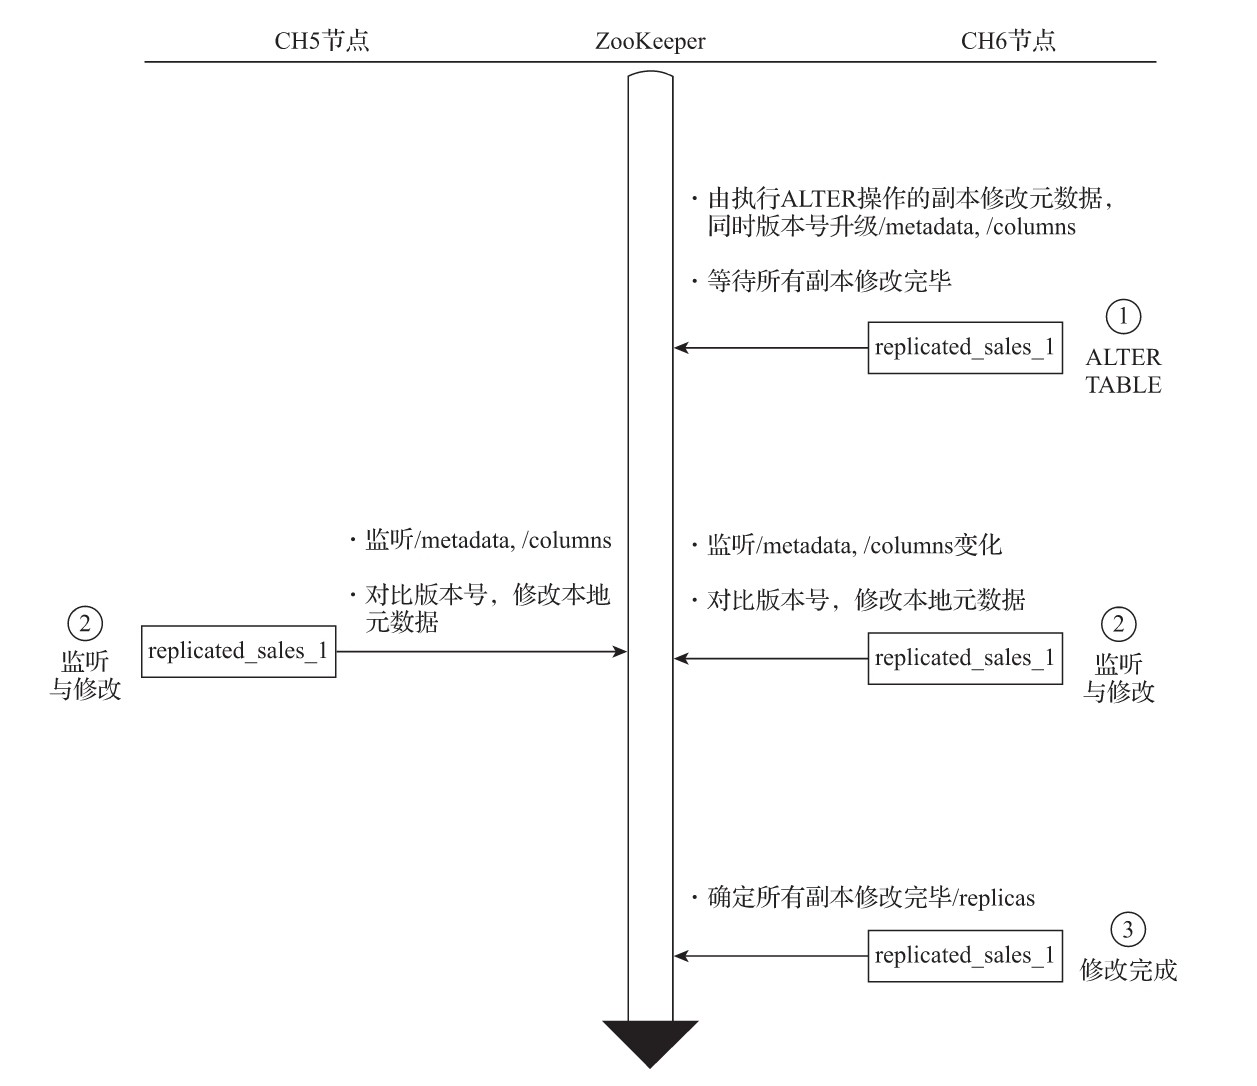 CH5节点
ZooKeeper
CH6节点
· 由执行ALTER操作的副本修改元数据，
同时版本号升级/metadata, /columns
· 等待所有副本修改完毕
replicated_sales_1
1
ALTER
TABLE
· 监听/metadata, /columns
· 对比版本号，修改本地
元数据
2
监听
与修改
replicated_sales_1
· 监听/metadata, /columns变化
· 对比版本号，修改本地元数据
replicated_sales_1
2
监听
与修改
· 确定所有副本修改完毕/replicas
replicated_sales_1
3
修改完成